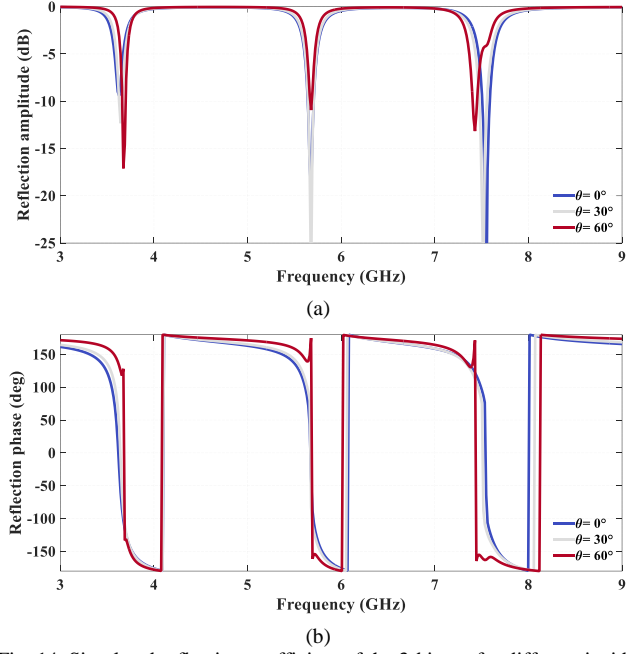 0
-5
-10
-15
-20
-25
Reflection amplitude (dB)
θ= 0°
θ= 30°
θ= 60°
3 4 5 6 7 8 9
Frequency (GHz)
(a)
150
100
50
0
-50
-100
-150
Reflection phase (deg)
θ= 0°
θ= 30°
θ= 60°
3 4 5 6 7 8 9
Frequency (GHz)
(b)